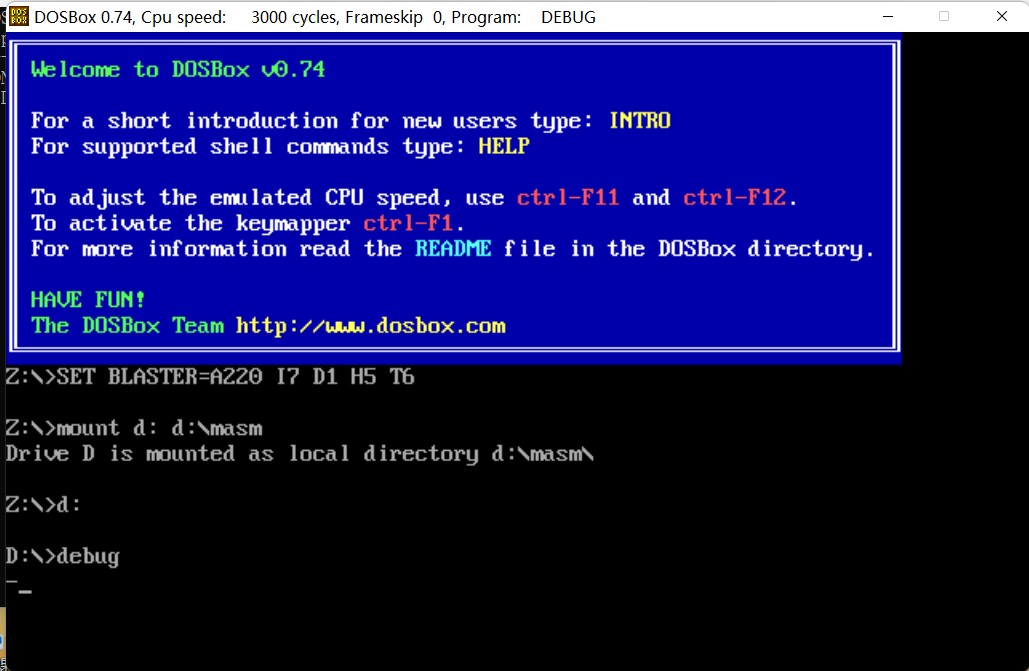 DOS BOX
DOSBox 0.74, Cpu speed: 3000 cycles, Frameskip 0, Program: DEBUG
Welcome to DOSBox v0.74
For a short introduction for new users type: INTRO
For supported shell commands type: HELP
To adjust the emulated CPU speed, use ctrl-F11 and ctrl-F12.
To activate the keymapper ctrl-F1.
For more information read the README file in the DOSBox directory.
HAVE FUN!
The DOSBox Team http://www.dosbox.com
Z:\>SET BLASTER=A220 I7 D1 H5 T6
Z:\>mount d: d:\masm
Drive D is mounted as local directory d:\masm\
Z:\>d:
D:\>debug
-_